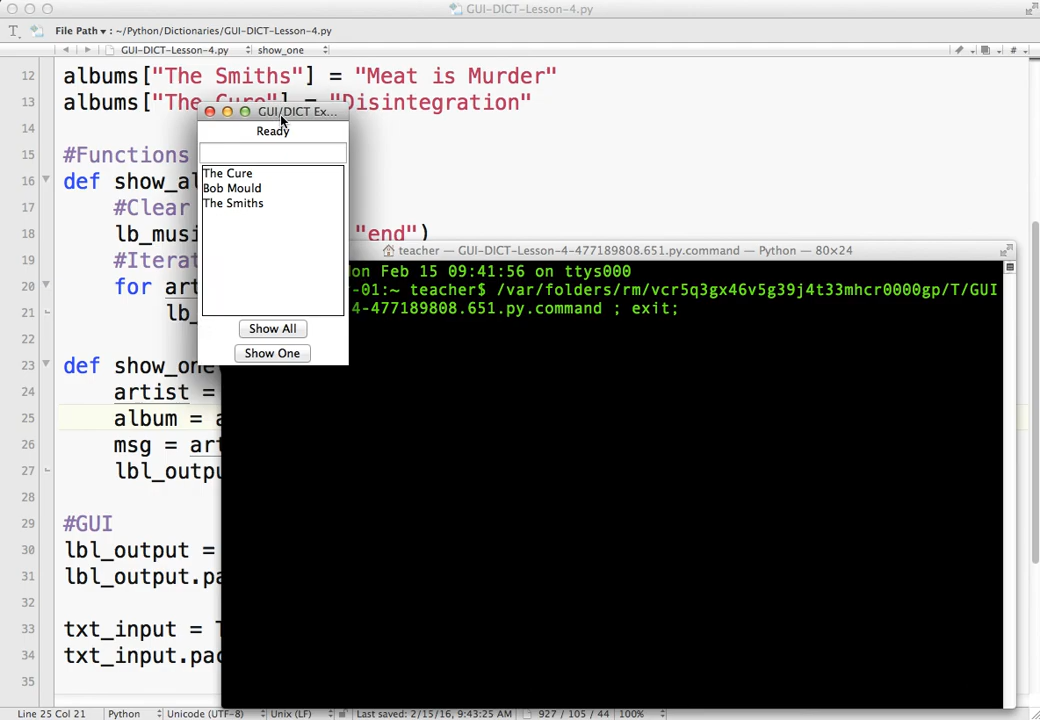 GUI-DICT-Lesson-4.py
File Path ▾ : ~/Python/Dictionaries/GUI-DICT-Lesson-4.py
GUI-DICT-Lesson-4.py show_one
12 albums["The Smiths"] = "Meat is Murder"
13 albums["The Cure"] = "Disintegration"
14
15 #Functions
16 def show_al
17 #Clear
18 lb_musi "end")
19 #Iterat
20 for art
21 lb_
22
23 def show_one
24 artist =
25 album = a
26 msg = art
27 lbl_outpu
28
29 #GUI
30 lbl_output =
31 lbl_output.pa
32
33 txt_input = T
34 txt_input.pac
35
GUI/DICT Ex...
Ready
The Cure
Bob Mould
The Smiths
Show All
Show One
teacher — GUI-DICT-Lesson-4-477189808.651.py.command — Python — 80×24
on Feb 15 09:41:56 on ttys000
-01:~ teacher$ /var/folders/rm/vcr5q3gx46v5g39j4t33mhcr0000gp/T/GUI
4-477189808.651.py.command ; exit;
Line 25 Col 21 Python Unicode (UTF-8) Unix (LF) Last saved: 2/15/16, 9:43:25 AM 927 / 105 / 44 100%